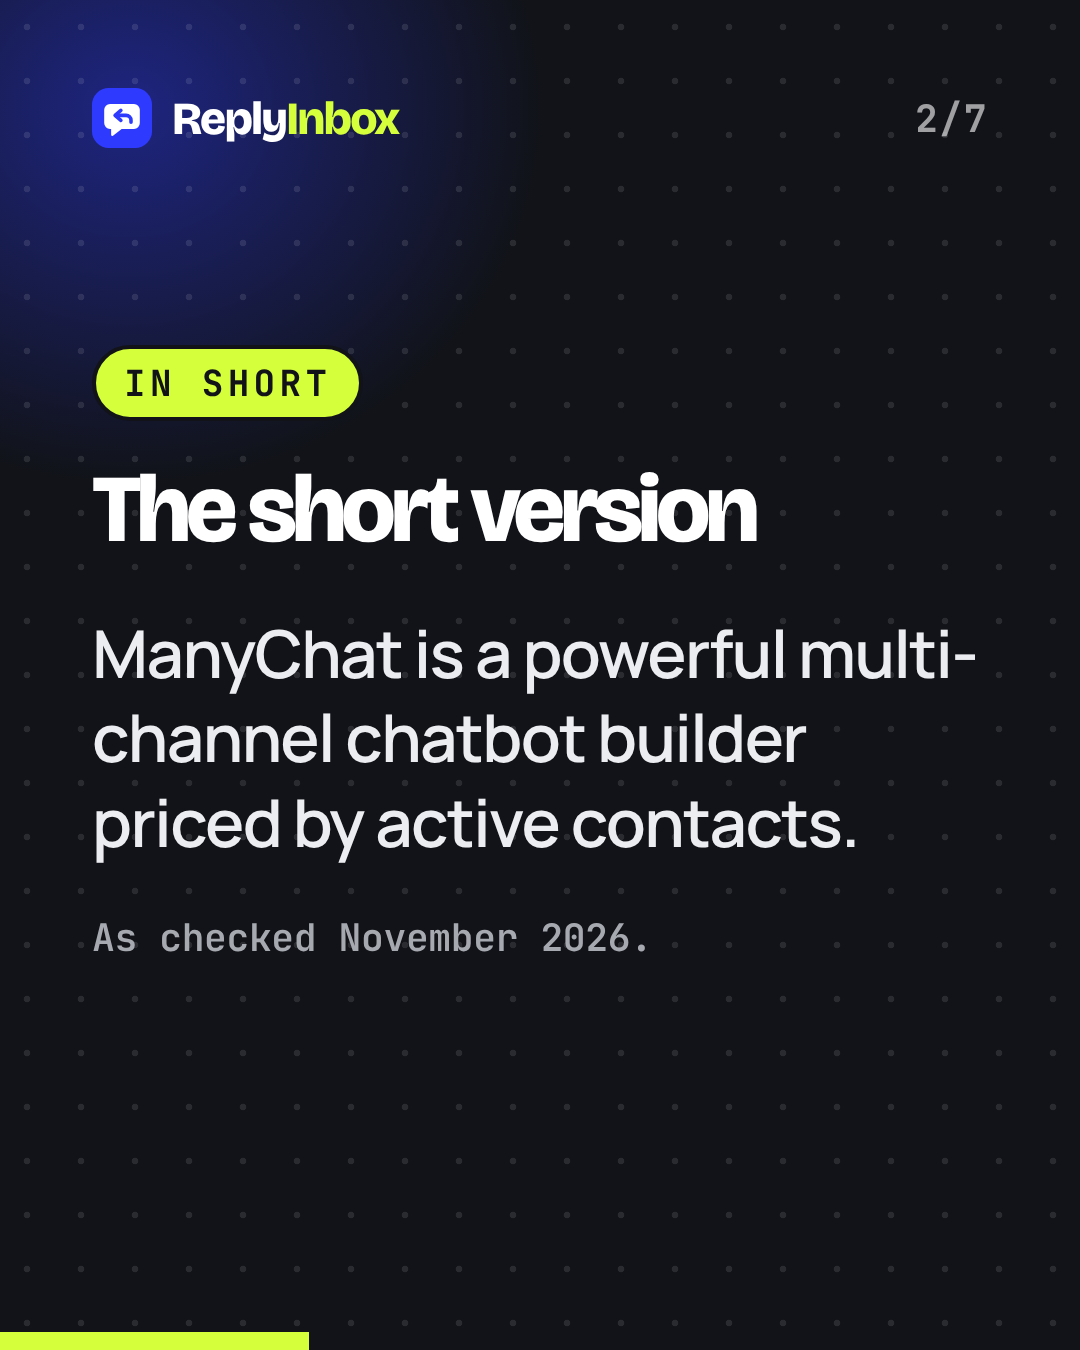 ReplyInbox
2/7
IN SHORT
The short version
ManyChat is a powerful multi-
channel chatbot builder
priced by active contacts.
As checked November 2026.